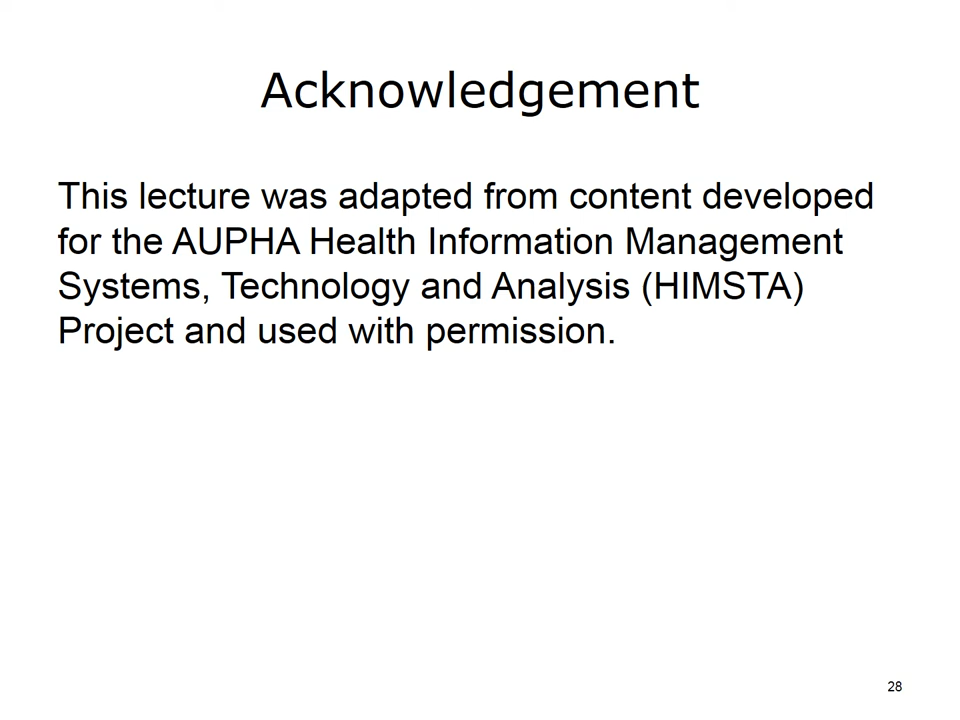 Acknowledgement
This lecture was adapted from content developed
for the AUPHA Health Information Management
Systems, Technology and Analysis (HIMSTA)
Project and used with permission.
28